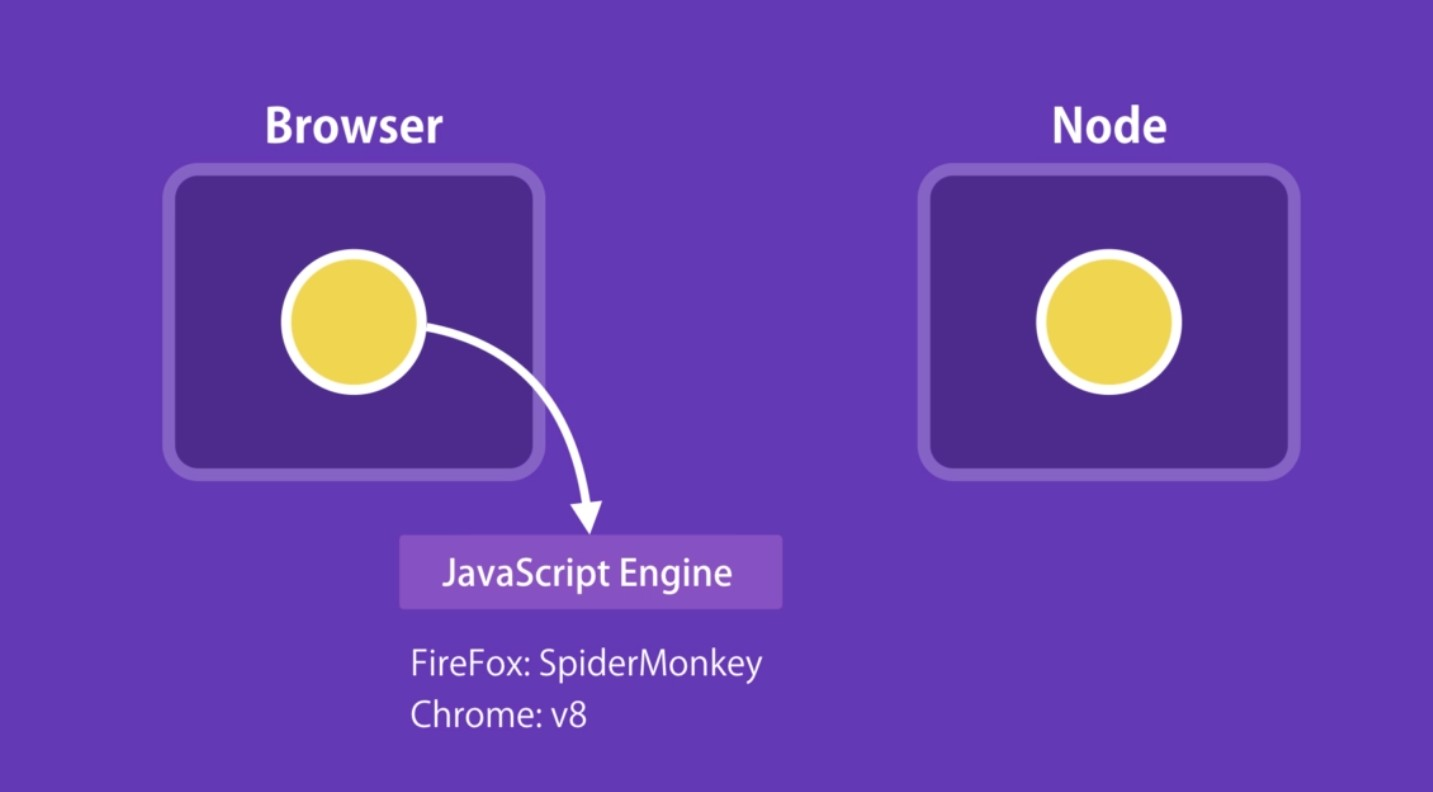 Browser
Node
JavaScript Engine
FireFox: SpiderMonkey
Chrome: v8